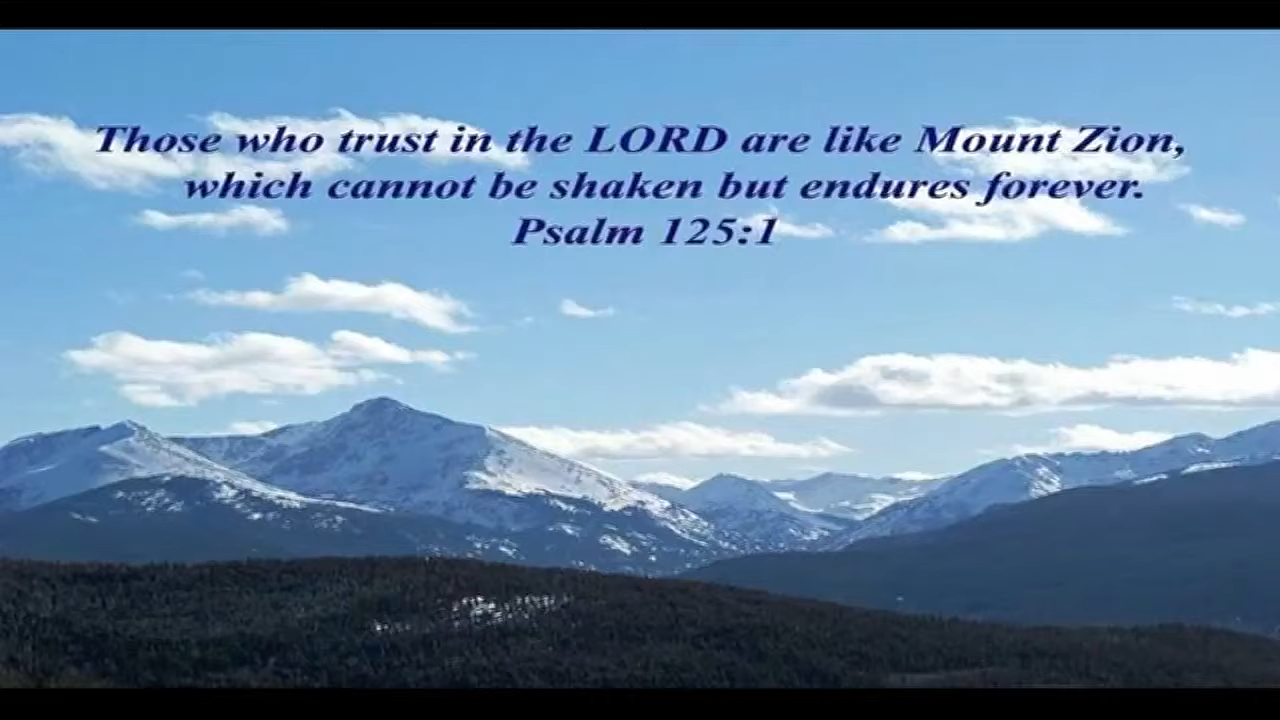 Those who trust in the LORD are like Mount Zion,
which cannot be shaken but endures forever.
Psalm 125:1